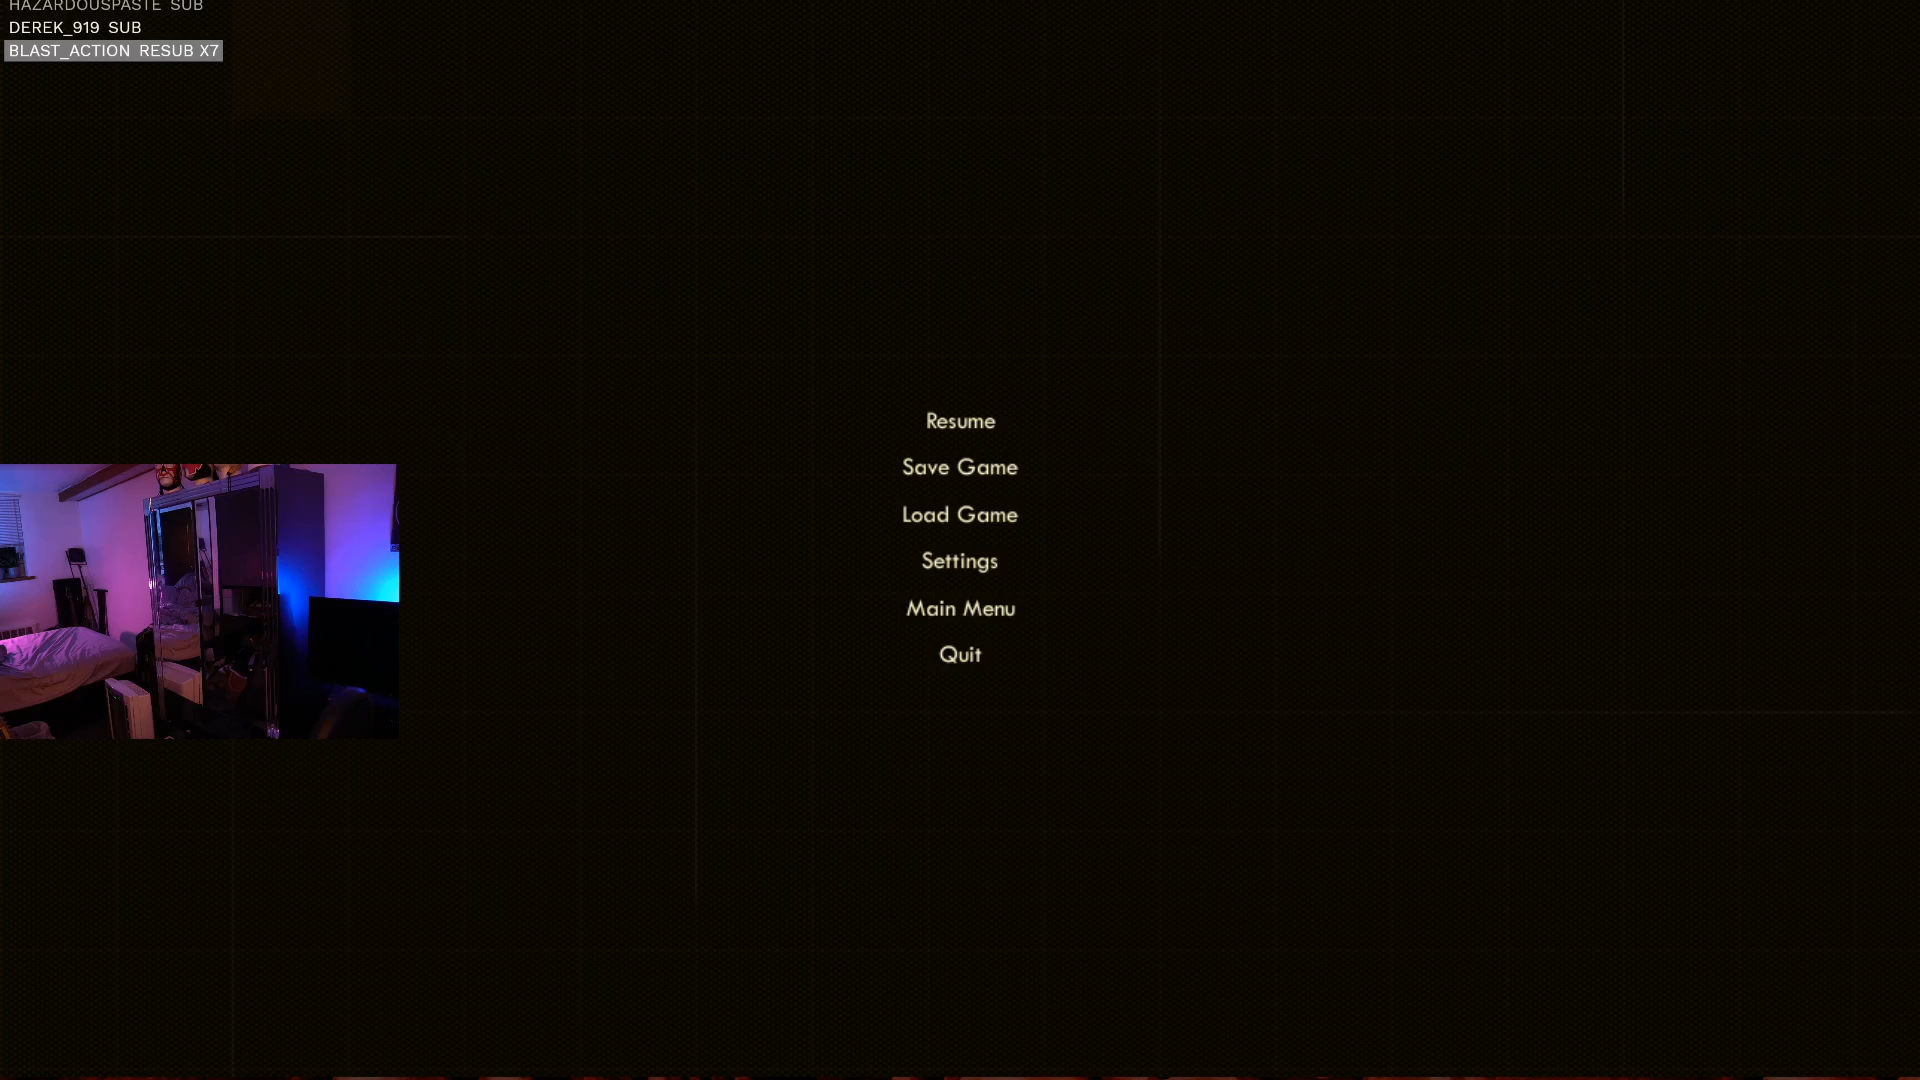 HAZARDOUSPASTE SUB
DEREK_919 SUB
BLAST_ACTION RESUB X7
Resume
Save Game
Load Game
Settings
Main Menu
Quit